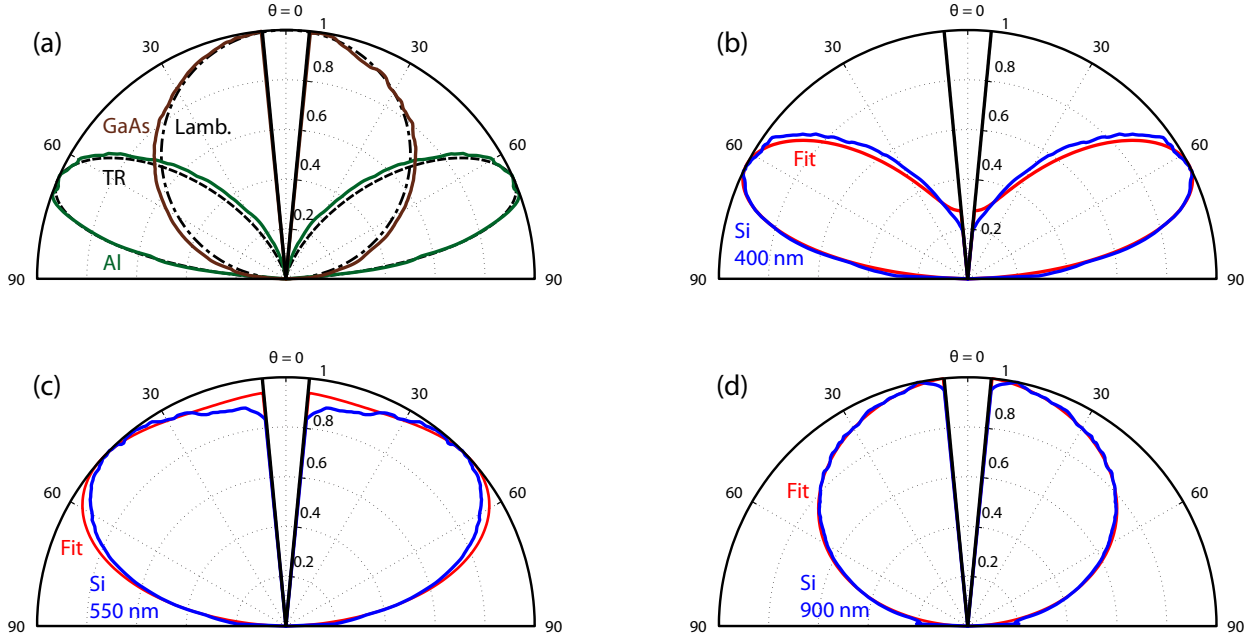 (a)
θ = 0
30
30
1
0.8
0.6
0.4
0.2
GaAs
Lamb.
60
60
TR
Al
90
90
(b)
θ = 0
30
30
1
0.8
0.6
0.4
0.2
60
60
Fit
Si
400 nm
90
90
(c)
θ = 0
30
30
1
0.8
0.6
0.4
0.2
60
60
Fit
Si
550 nm
90
90
(d)
θ = 0
30
30
1
0.8
0.6
0.4
0.2
60
60
Fit
Si
900 nm
90
90